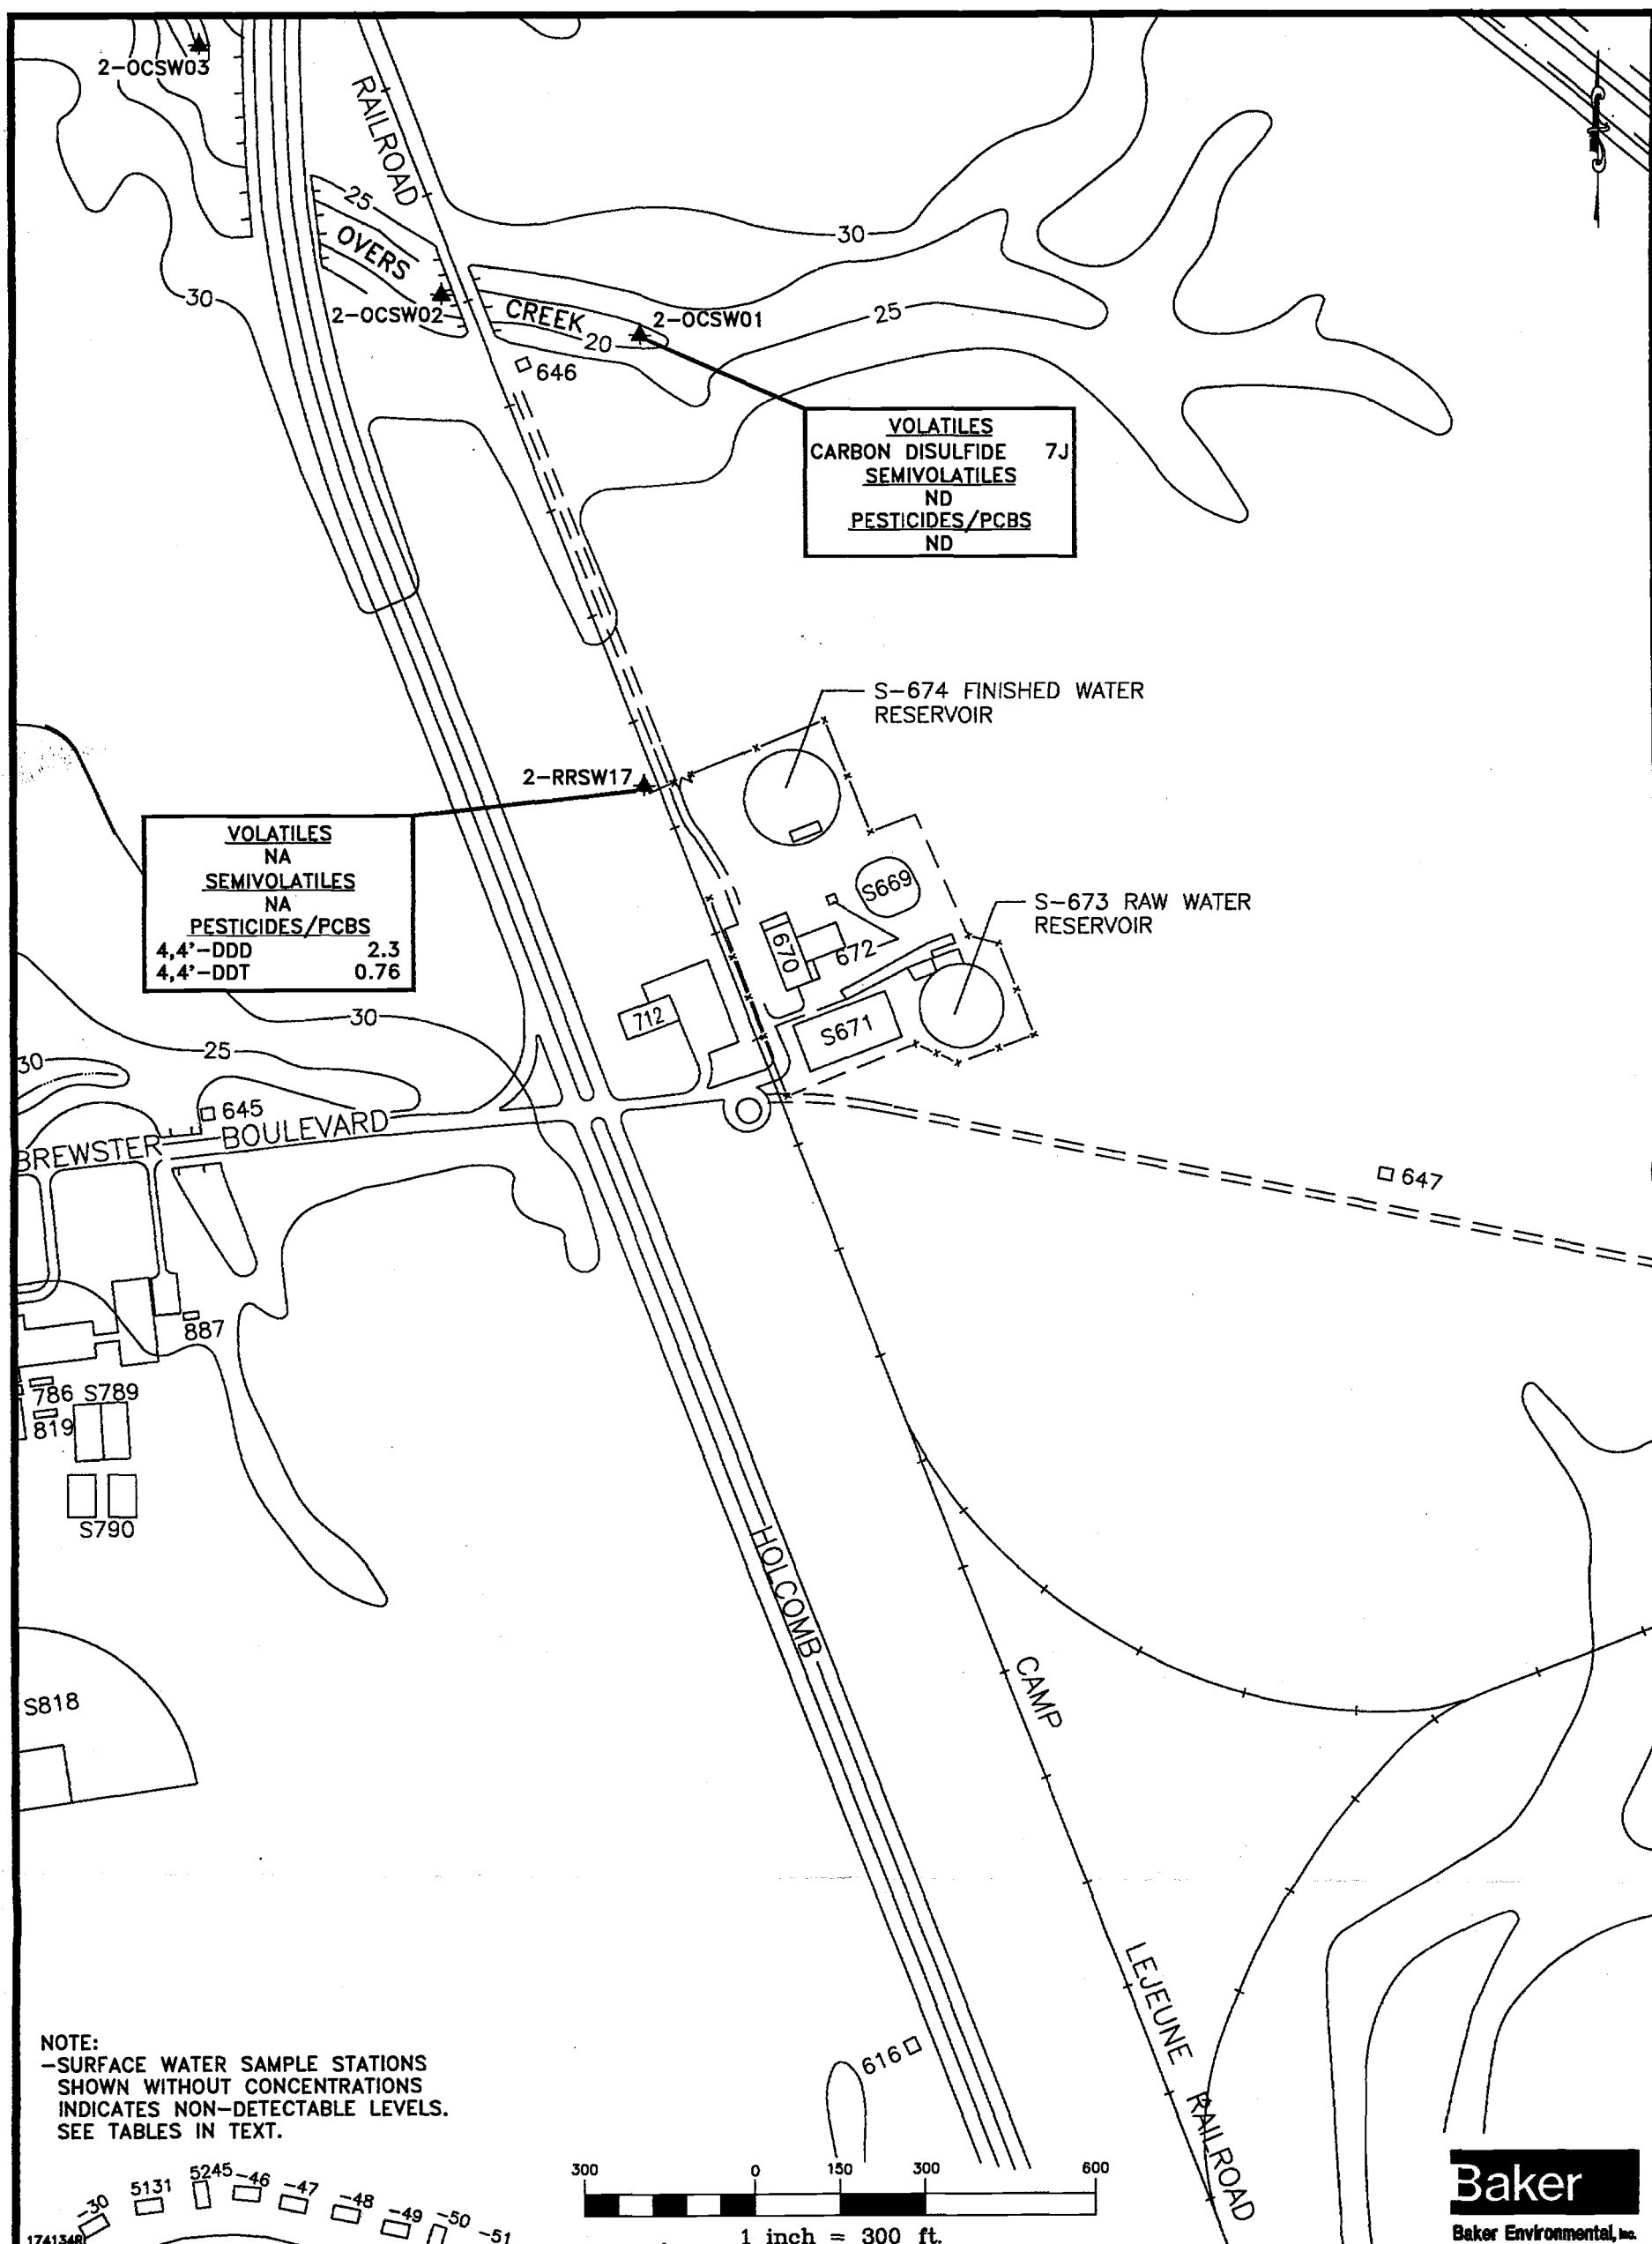 2-OCSW03
RAILROAD
25
OVERS
30
30
2-OCSW02
CREEK
20
2-OCSW01
25
646
VOLATILES
CARBON DISULFIDE 7J
SEMIVOLATILES
ND
PESTICIDES/PCBS
ND
S-674 FINISHED WATER
RESERVOIR
2-RRSW17
VOLATILES
NA
SEMIVOLATILES
NA
PESTICIDES/PCBS
4,4'-DDD 2.3
4,4'-DDT 0.76
S669
S-673 RAW WATER
RESERVOIR
670
672
712
S671
30
25
30
645
BREWSTER BOULEVARD
647
887
786 S789
819
S790
HOLCOMB
CAMP
S818
LEJEUNE
RAILROAD
616
NOTE:
-SURFACE WATER SAMPLE STATIONS
SHOWN WITHOUT CONCENTRATIONS
INDICATES NON-DETECTABLE LEVELS.
SEE TABLES IN TEXT.
-30
5131
5245
-46
-47
-48
-49
-50
-51
174134RI
300 0 150 300 600
1 inch = 300 ft.
Baker
Baker Environmental, Inc.